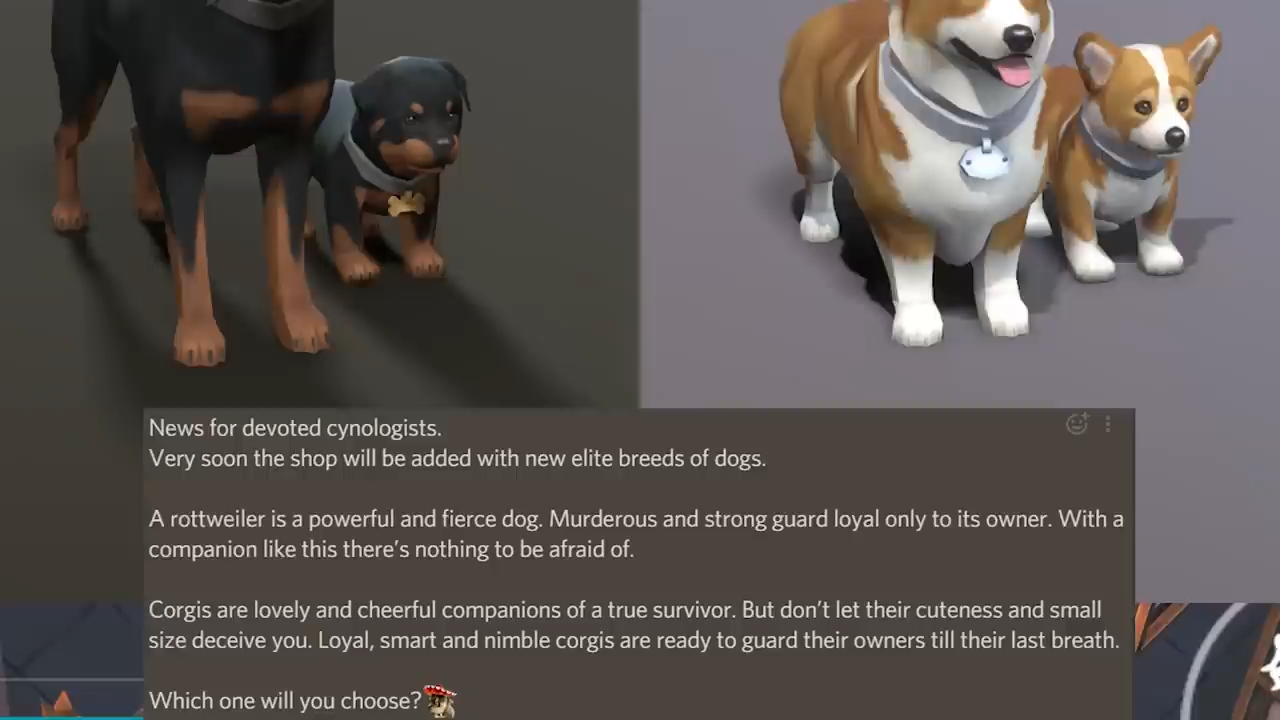 News for devoted cynologists.
Very soon the shop will be added with new elite breeds of dogs.
A rottweiler is a powerful and fierce dog. Murderous and strong guard loyal only to its owner. With a
companion like this there's nothing to be afraid of.
Corgis are lovely and cheerful companions of a true survivor. But don't let their cuteness and small
size deceive you. Loyal, smart and nimble corgis are ready to guard their owners till their last breath.
Which one will you choose?